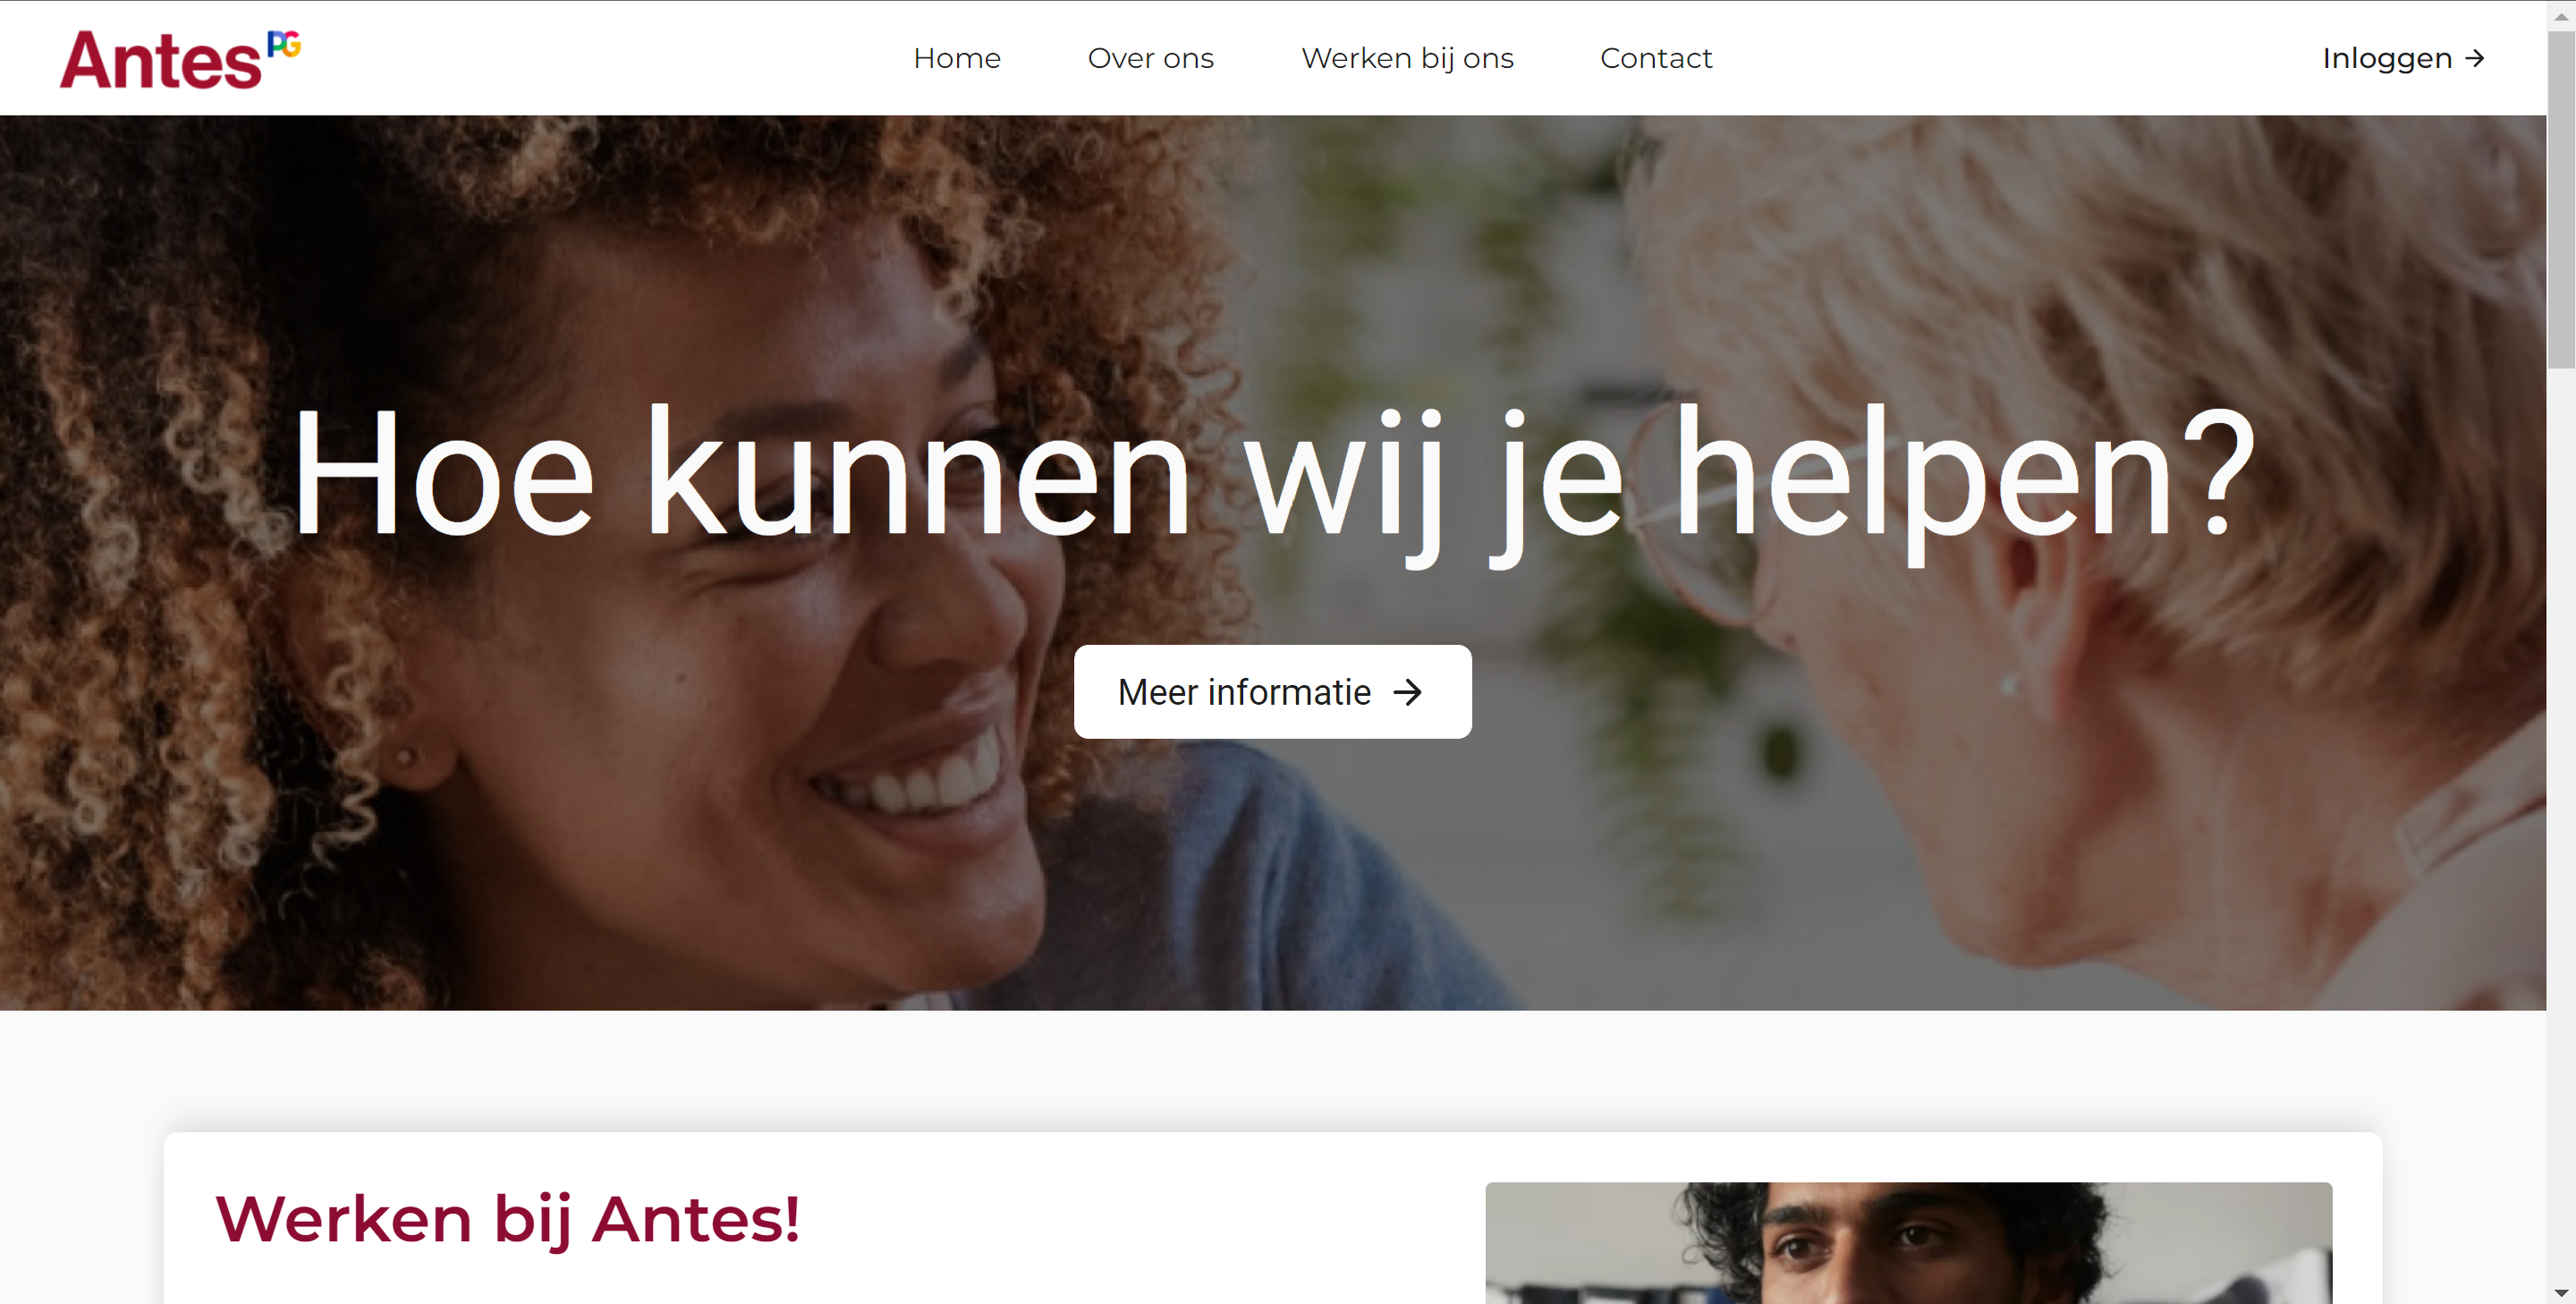 Antes PG
Home
Over ons
Werken bij ons
Contact
Inloggen →
Hoe kunnen wij je helpen?
Meer informatie →
Werken bij Antes!